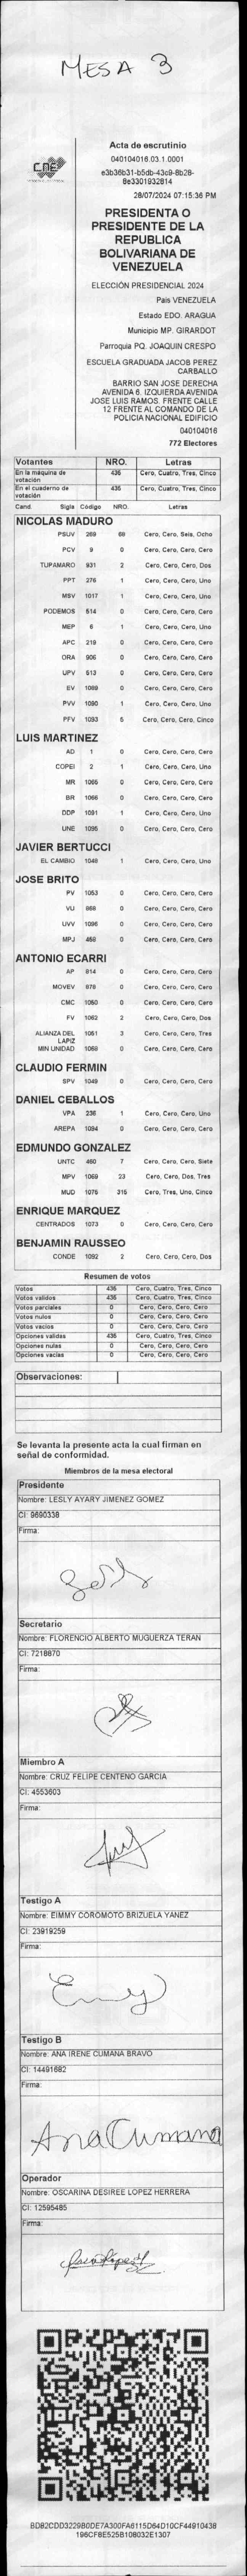 MESA 3
CNE
Acta de escrutinio
040104016.03.1.0001
e3b36b31-b5db-43c9-8b28-
8e3301932814
28/07/2024 07:15:36 PM
PRESIDENTA O
PRESIDENTE DE LA
REPUBLICA
BOLIVARIANA DE
VENEZUELA
ELECCIÓN PRESIDENCIAL 2024
Pais VENEZUELA
Estado EDO. ARAGUA
Municipio MP. GIRARDOT
Parroquia PQ. JOAQUIN CRESPO
ESCUELA GRADUADA JACOB PEREZ
CARBALLO
BARRIO SAN JOSE DERECHA
AVENIDA 6. IZQUIERDA AVENIDA
JOSE LUIS RAMOS. FRENTE CALLE
12 FRENTE AL COMANDO DE LA
POLICIA NACIONAL EDIFICIO
040104016
772 Electores
Votantes NRO. Letras
En la máquina de votación 435 Cero, Cuatro, Tres, Cinco
En el cuaderno de votación 435 Cero, Cuatro, Tres, Cinco
Cand. Sigla Código NRO. Letras
NICOLAS MADURO
PSUV 269 68 Cero, Cero, Seis, Ocho
PCV 9 0 Cero, Cero, Cero, Cero
TUPAMARO 931 2 Cero, Cero, Cero, Dos
PPT 276 1 Cero, Cero, Cero, Uno
MSV 1017 1 Cero, Cero, Cero, Uno
PODEMOS 514 0 Cero, Cero, Cero, Cero
MEP 6 1 Cero, Cero, Cero, Uno
APC 219 0 Cero, Cero, Cero, Cero
ORA 906 0 Cero, Cero, Cero, Cero
UPV 513 0 Cero, Cero, Cero, Cero
EV 1089 0 Cero, Cero, Cero, Cero
PVV 1090 1 Cero, Cero, Cero, Uno
PFV 1093 5 Cero, Cero, Cero, Cinco
LUIS MARTINEZ
AD 1 0 Cero, Cero, Cero, Cero
COPEI 2 1 Cero, Cero, Cero, Uno
MR 1065 0 Cero, Cero, Cero, Cero
BR 1066 0 Cero, Cero, Cero, Cero
DDP 1091 1 Cero, Cero, Cero, Uno
UNE 1095 0 Cero, Cero, Cero, Cero
JAVIER BERTUCCI
EL CAMBIO 1048 1 Cero, Cero, Cero, Uno
JOSE BRITO
PV 1053 0 Cero, Cero, Cero, Cero
VU 968 0 Cero, Cero, Cero, Cero
UVV 1096 0 Cero, Cero, Cero, Cero
MPJ 459 0 Cero, Cero, Cero, Cero
ANTONIO ECARRI
AP 814 0 Cero, Cero, Cero, Cero
MOVEV 878 0 Cero, Cero, Cero, Cero
CMC 1050 0 Cero, Cero, Cero, Cero
FV 1062 2 Cero, Cero, Cero, Dos
ALIANZA DEL LAPIZ 1051 3 Cero, Cero, Cero, Tres
MIN UNIDAD 1068 0 Cero, Cero, Cero, Cero
CLAUDIO FERMIN
SPV 1049 0 Cero, Cero, Cero, Cero
DANIEL CEBALLOS
VPA 236 1 Cero, Cero, Cero, Uno
AREPA 1094 0 Cero, Cero, Cero, Cero
EDMUNDO GONZALEZ
UNTC 460 7 Cero, Cero, Cero, Siete
MPV 1069 23 Cero, Cero, Dos, Tres
MUD 1075 315 Cero, Tres, Uno, Cinco
ENRIQUE MARQUEZ
CENTRADOS 1073 0 Cero, Cero, Cero, Cero
BENJAMIN RAUSSEO
CONDE 1092 2 Cero, Cero, Cero, Dos
Resumen de votos
Votos 435 Cero, Cuatro, Tres, Cinco
Votos validos 435 Cero, Cuatro, Tres, Cinco
Votos parciales 0 Cero, Cero, Cero, Cero
Votos nulos 0 Cero, Cero, Cero, Cero
Votos vacios 0 Cero, Cero, Cero, Cero
Opciones validas 435 Cero, Cuatro, Tres, Cinco
Opciones nulas 0 Cero, Cero, Cero, Cero
Opciones vacias 0 Cero, Cero, Cero, Cero
Observaciones:
Se levanta la presente acta la cual firman en
señal de conformidad.
Miembros de la mesa electoral
Presidente
Nombre: LESLY AYARY JIMENEZ GOMEZ
CI: 9690338
Firma:
Secretario
Nombre: FLORENCIO ALBERTO MUGUERZA TERAN
CI: 7218870
Firma:
Miembro A
Nombre: CRUZ FELIPE CENTENO GARCIA
CI: 4553603
Firma:
Testigo A
Nombre: EIMMY COROMOTO BRIZUELA YANEZ
CI: 23919259
Firma:
Testigo B
Nombre: ANA IRENE CUMANA BRAVO
CI: 14491682
Firma:
Ana Cumana
Operador
Nombre: OSCARINA DESIREE LOPEZ HERRERA
CI: 12595485
Firma:
BD82CDD3229B0DE7A300FA6115D64D10CF44910438
196CF8E525B108032E1307